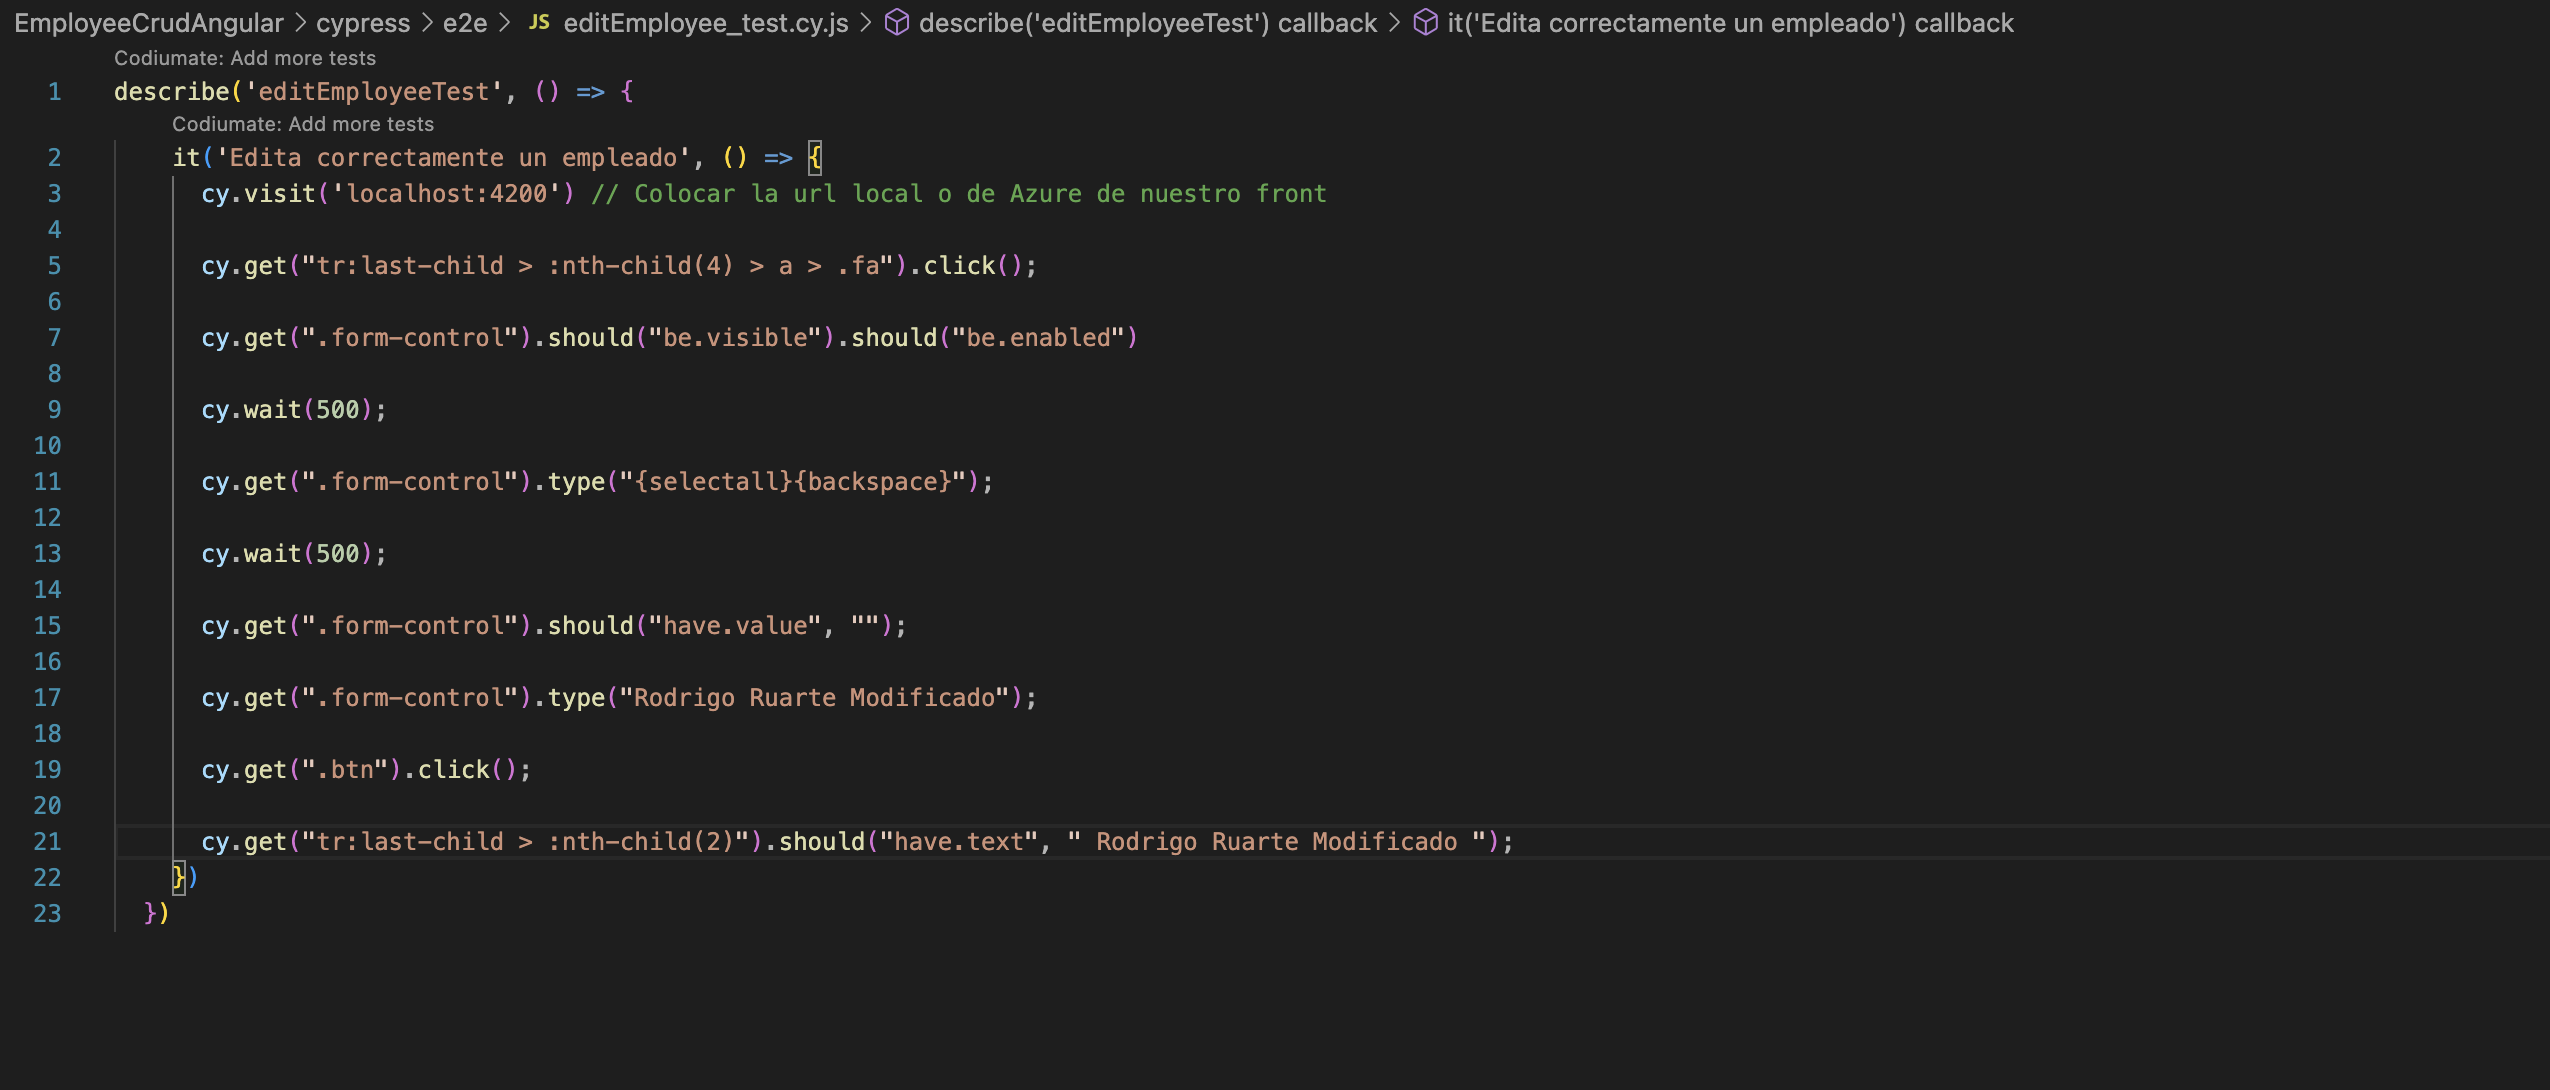 EmployeeCrudAngular > cypress > e2e > JS editEmployee_test.cy.js > describe('editEmployeeTest') callback > it('Edita correctamente un empleado') callback
Codiumate: Add more tests
1 describe('editEmployeeTest', () => {
Codiumate: Add more tests
2 it('Edita correctamente un empleado', () => {
3 cy.visit('localhost:4200') // Colocar la url local o de Azure de nuestro front
4
5 cy.get("tr:last-child > :nth-child(4) > a > .fa").click();
6
7 cy.get(".form-control").should("be.visible").should("be.enabled")
8
9 cy.wait(500);
10
11 cy.get(".form-control").type("{selectall}{backspace}");
12
13 cy.wait(500);
14
15 cy.get(".form-control").should("have.value", "");
16
17 cy.get(".form-control").type("Rodrigo Ruarte Modificado");
18
19 cy.get(".btn").click();
20
21 cy.get("tr:last-child > :nth-child(2)").should("have.text", " Rodrigo Ruarte Modificado ");
22 })
23 })